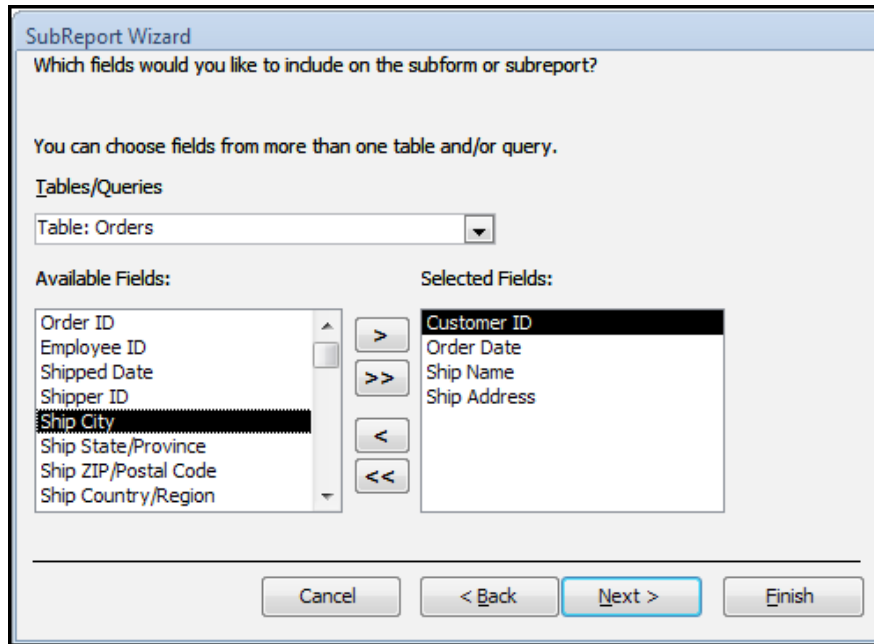 SubReport Wizard
Which fields would you like to include on the subform or subreport?
You can choose fields from more than one table and/or query.
Tables/Queries
Table: Orders
Available Fields:
Order ID
Employee ID
Shipped Date
Shipper ID
Ship City
Ship State/Province
Ship ZIP/Postal Code
Ship Country/Region
>
>>
<
<<
Selected Fields:
Customer ID
Order Date
Ship Name
Ship Address
Cancel
< Back
Next >
Finish